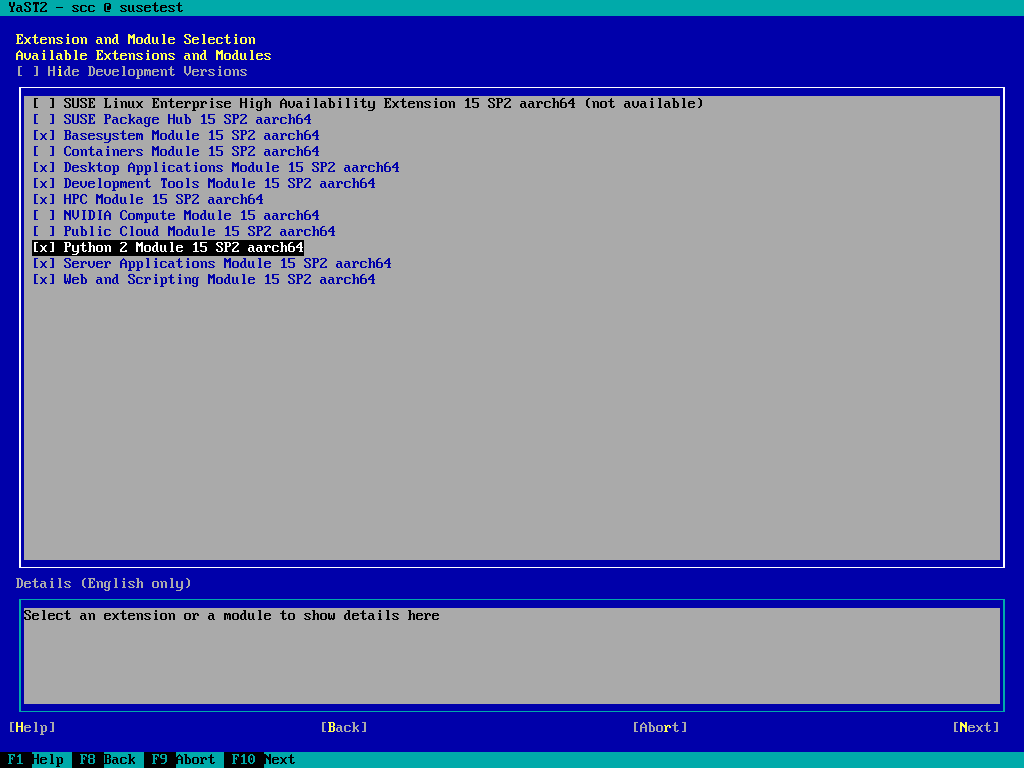 YaST2 - scc @ susetest
Extension and Module Selection
Available Extensions and Modules
[ ] Hide Development Versions
[ ] SUSE Linux Enterprise High Availability Extension 15 SP2 aarch64 (not available)
[ ] SUSE Package Hub 15 SP2 aarch64
[x] Basesystem Module 15 SP2 aarch64
[ ] Containers Module 15 SP2 aarch64
[x] Desktop Applications Module 15 SP2 aarch64
[x] Development Tools Module 15 SP2 aarch64
[x] HPC Module 15 SP2 aarch64
[ ] NVIDIA Compute Module 15 aarch64
[ ] Public Cloud Module 15 SP2 aarch64
[x] Python 2 Module 15 SP2 aarch64
[x] Server Applications Module 15 SP2 aarch64
[x] Web and Scripting Module 15 SP2 aarch64
Details (English only)
Select an extension or a module to show details here
[Help] [Back] [Abort] [Next]
F1 Help F8 Back F9 Abort F10 Next